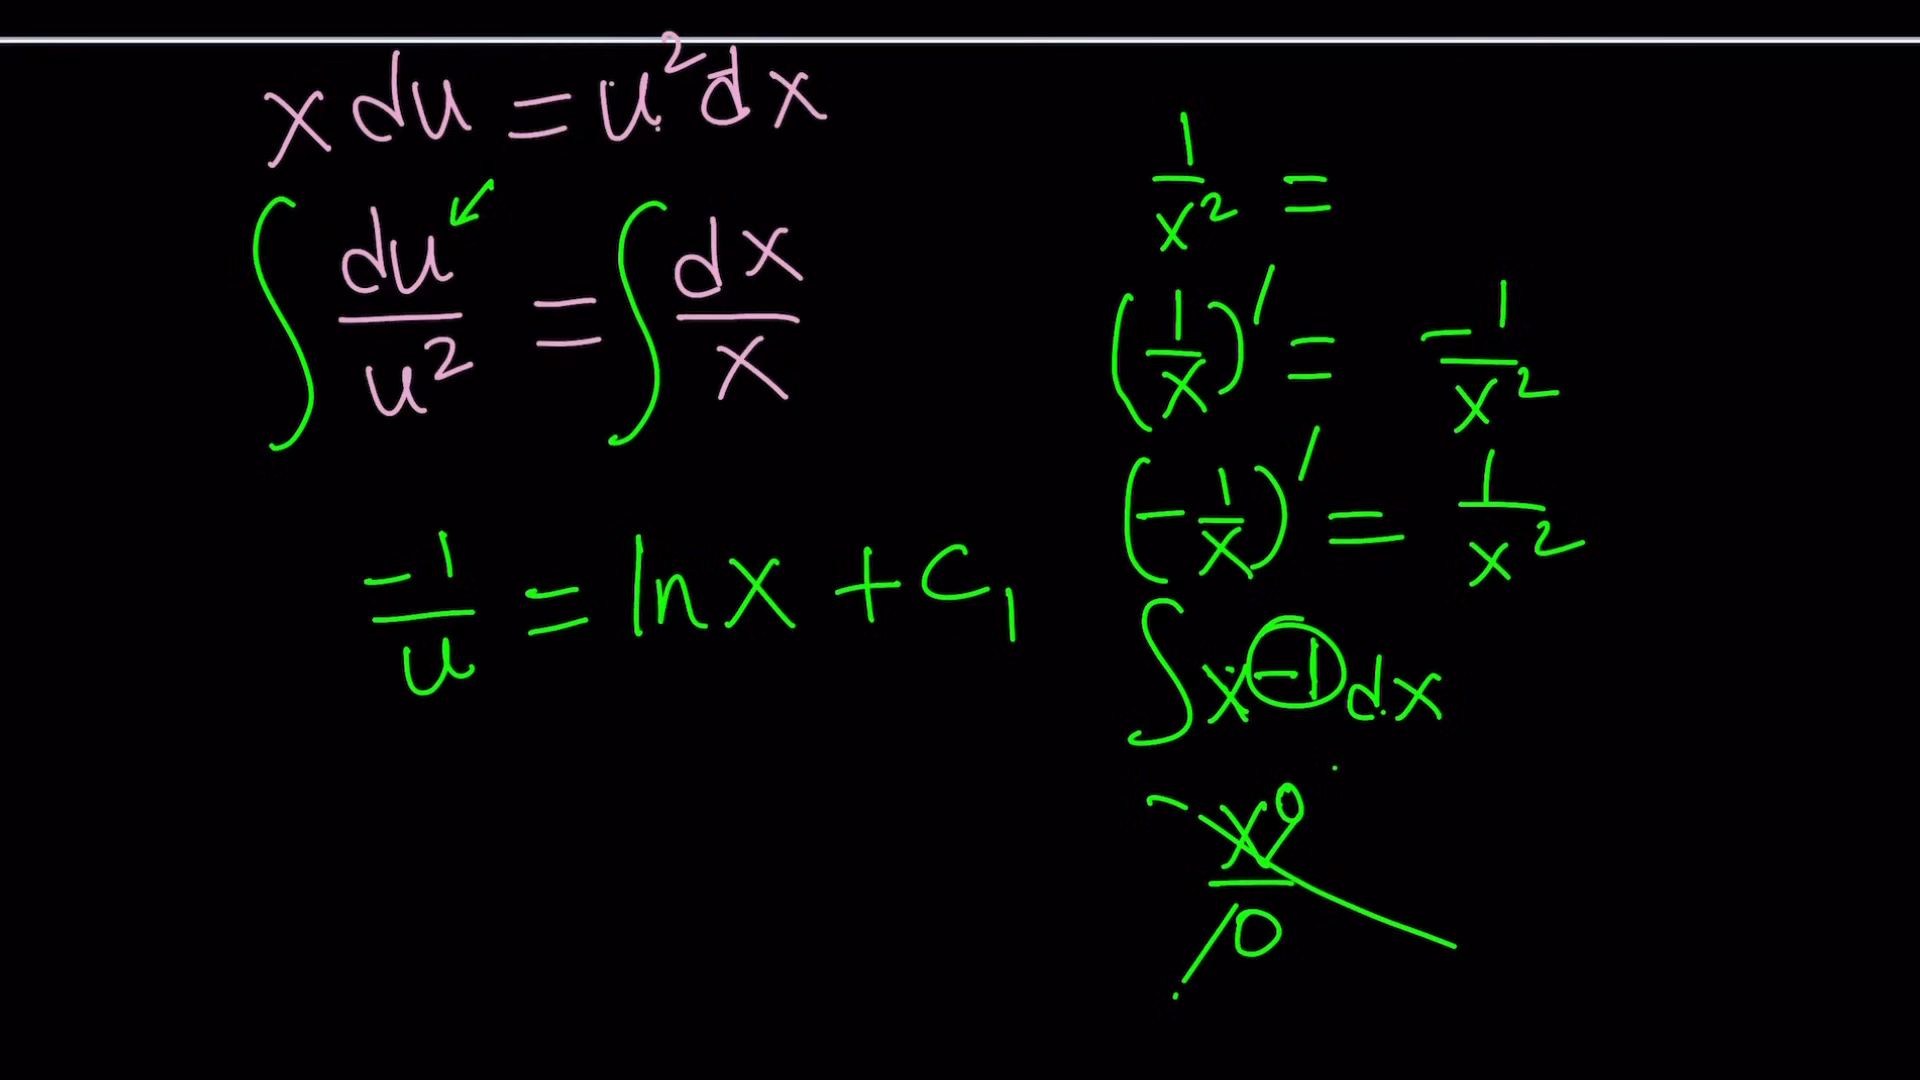 x du = u² dx
∫ du/u² = ∫ dx/x
-1/u = ln x + C₁
1/x² =
(1/x)′ = -1/x²
(-1/x)′ = 1/x²
∫ x⁻¹ dx
x⁰/0